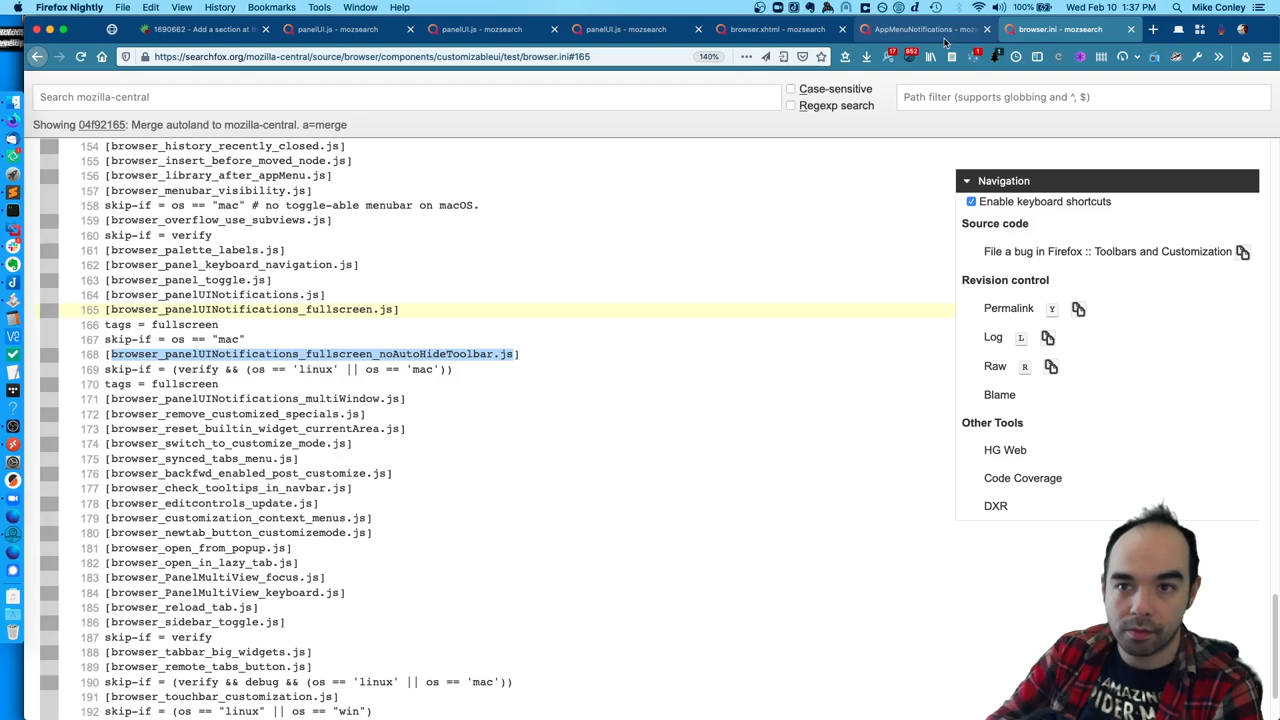 Firefox Nightly File Edit View History Bookmarks Tools Window Help 100% Wed Feb 10 1:37 PM Mike Conley
1690662 - Add a section at th panelUI.js - mozsearch panelUI.js - mozsearch panelUI.js - mozsearch browser.xhtml - mozsearch AppMenuNotifications - mozs browser.ini - mozsearch
https://searchfox.org/mozilla-central/source/browser/components/customizableui/test/browser.ini#165 140% 17 952 1
Search mozilla-central Case-sensitive Path filter (supports globbing and ^, $)
Regexp search
Showing 04f92165: Merge autoland to mozilla-central. a=merge
154 [browser_history_recently_closed.js]
155 [browser_insert_before_moved_node.js]
156 [browser_library_after_appMenu.js]
157 [browser_menubar_visibility.js]
158 skip-if = os == "mac" # no toggle-able menubar on macOS.
159 [browser_overflow_use_subviews.js]
160 skip-if = verify
161 [browser_palette_labels.js]
162 [browser_panel_keyboard_navigation.js]
163 [browser_panel_toggle.js]
164 [browser_panelUINotifications.js]
165 [browser_panelUINotifications_fullscreen.js]
166 tags = fullscreen
167 skip-if = os == "mac"
168 [browser_panelUINotifications_fullscreen_noAutoHideToolbar.js]
169 skip-if = (verify && (os == 'linux' || os == 'mac'))
170 tags = fullscreen
171 [browser_panelUINotifications_multiWindow.js]
172 [browser_remove_customized_specials.js]
173 [browser_reset_builtin_widget_currentArea.js]
174 [browser_switch_to_customize_mode.js]
175 [browser_synced_tabs_menu.js]
176 [browser_backfwd_enabled_post_customize.js]
177 [browser_check_tooltips_in_navbar.js]
178 [browser_editcontrols_update.js]
179 [browser_customization_context_menus.js]
180 [browser_newtab_button_customizemode.js]
181 [browser_open_from_popup.js]
182 [browser_open_in_lazy_tab.js]
183 [browser_PanelMultiView_focus.js]
184 [browser_PanelMultiView_keyboard.js]
185 [browser_reload_tab.js]
186 [browser_sidebar_toggle.js]
187 skip-if = verify
188 [browser_tabbar_big_widgets.js]
189 [browser_remote_tabs_button.js]
190 skip-if = (verify && debug && (os == 'linux' || os == 'mac'))
191 [browser_touchbar_customization.js]
192 skip-if = (os == "linux" || os == "win")
Navigation
Enable keyboard shortcuts
Source code
File a bug in Firefox :: Toolbars and Customization
Revision control
Permalink Y
Log L
Raw R
Blame
Other Tools
HG Web
Code Coverage
DXR
AMAZING
SPIDER-M